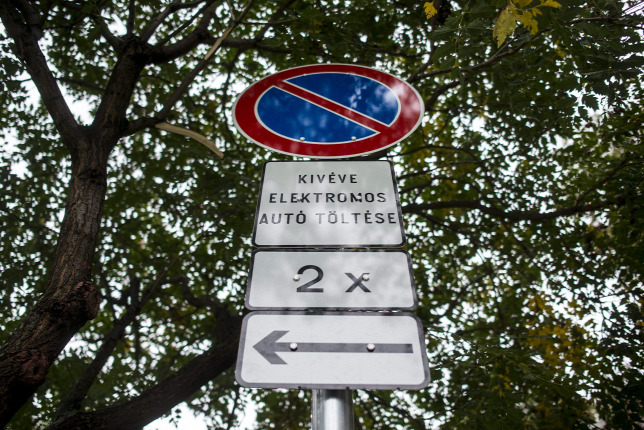 KIVÉVE
ELEKTROMOS
AUTÓ TÖLTÉSE
2 x